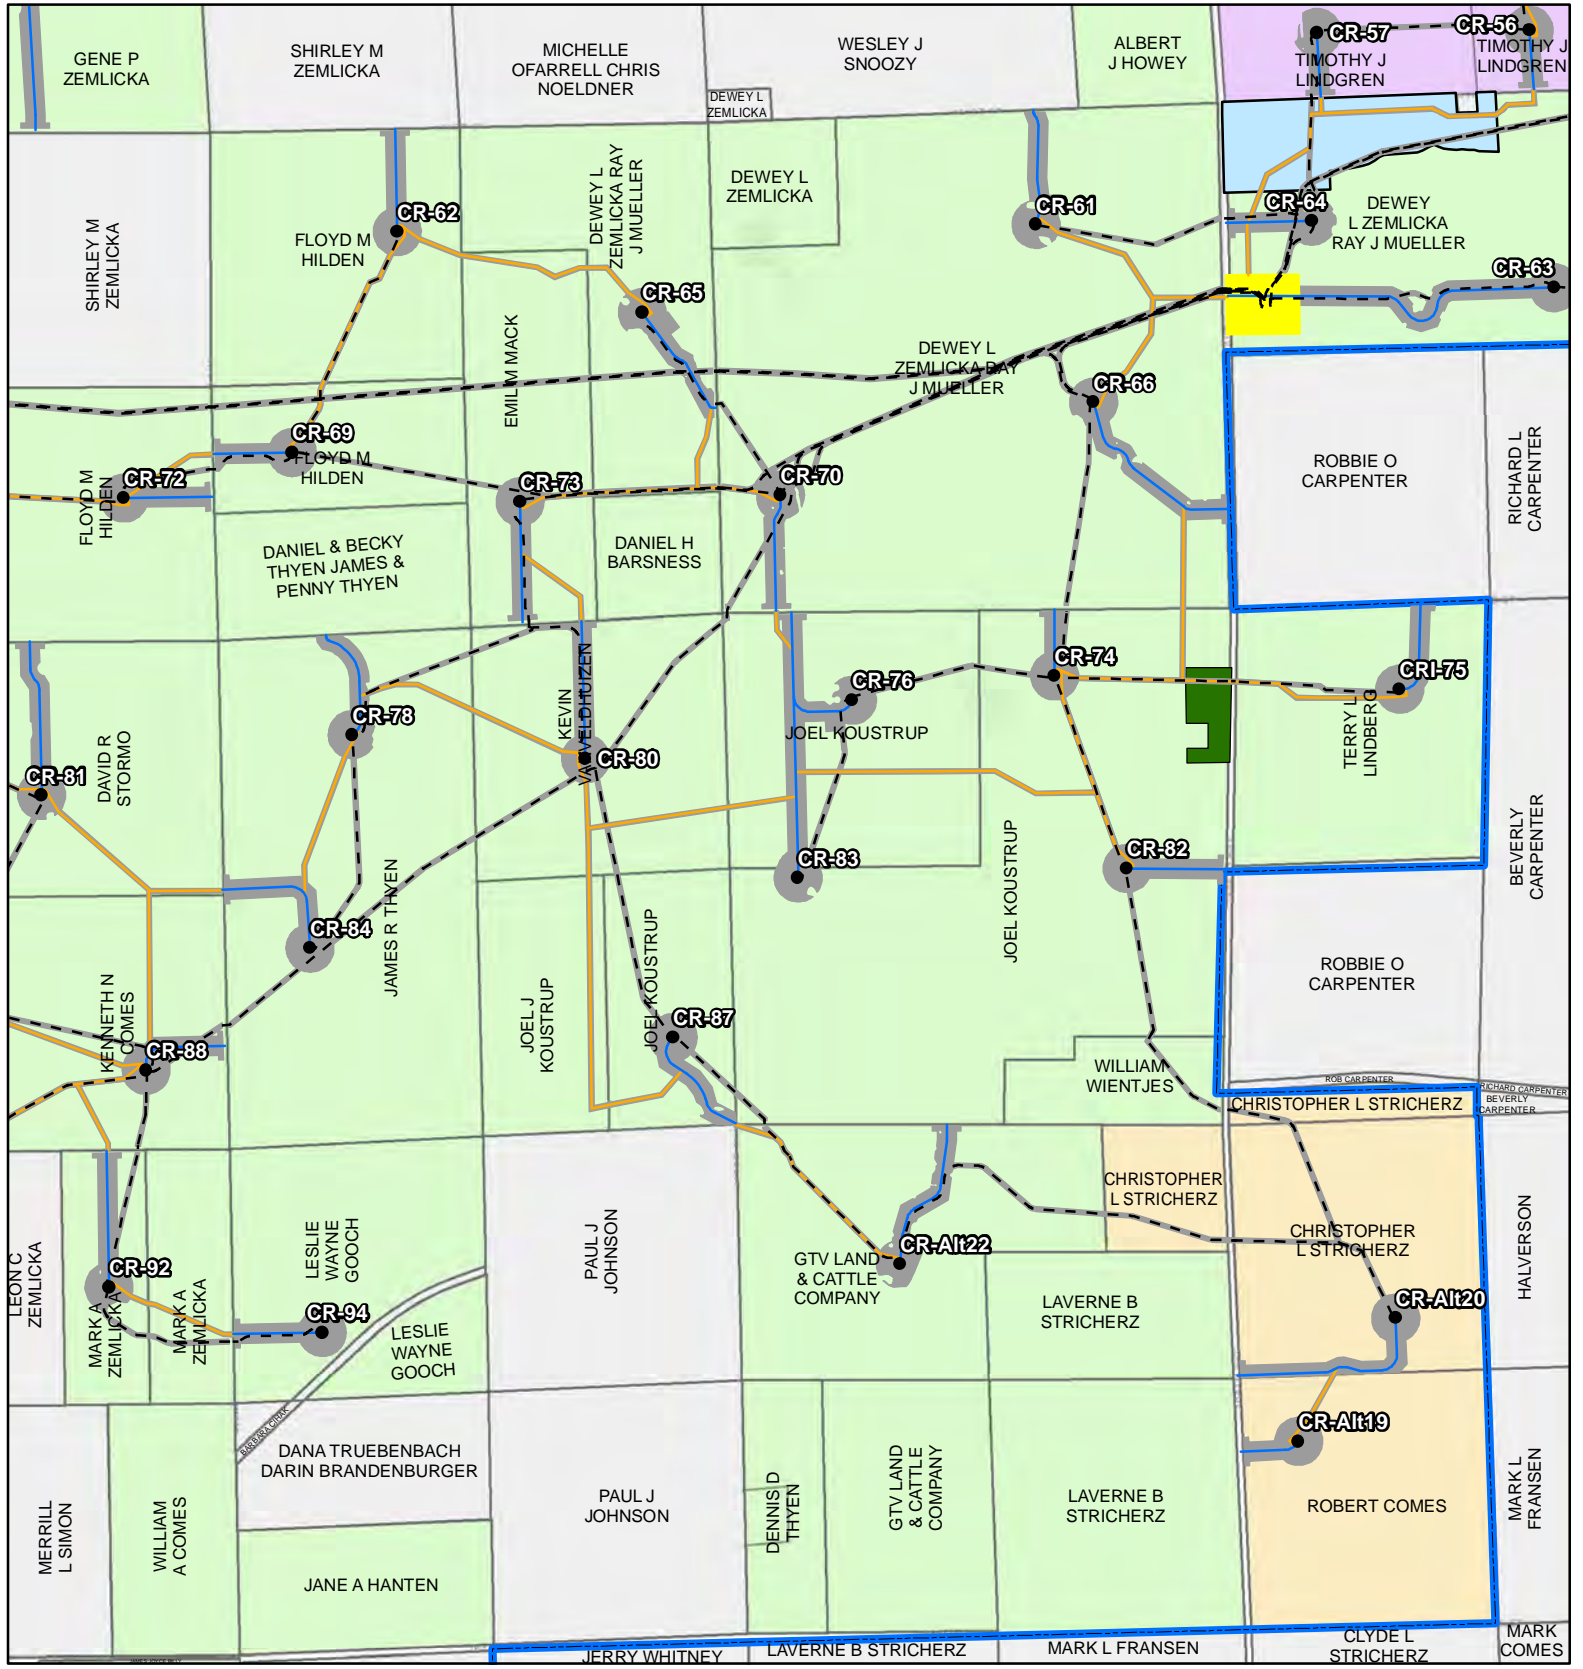 GENE P
ZEMLICKA
SHIRLEY M
ZEMLICKA
MICHELLE
OFARRELL CHRIS
NOELDNER
WESLEY J
SNOOZY
ALBERT
J HOWEY
CR-57
CR-56
TIMOTHY J
LINDGREN
TIMOTHY J
LINDGREN
DEWEY L
ZEMLICKA
SHIRLEY M
ZEMLICKA
CR-62
FLOYD M
HILDEN
DEWEY L
ZEMLICKA RAY
J MUELLER
DEWEY L
ZEMLICKA
CR-61
CR-64
DEWEY
L ZEMLICKA
RAY J MUELLER
CR-63
CR-65
EMIL M MACK
DEWEY L
ZEMLICKA RAY
J MUELLER
CR-66
CR-69
FLOYD M
HILDEN
CR-72
FLOYD M
HILDEN
CR-73
CR-70
ROBBIE O
CARPENTER
RICHARD L
CARPENTER
DANIEL & BECKY
THYEN JAMES &
PENNY THYEN
DANIEL H
BARSNESS
CR-74
CRI-75
CR-76
JOEL KOUSTRUP
KEVIN
VANVELDHUIZEN
CR-78
CR-80
TERRY L
LINDBERG
DAVID R
STORMO
CR-81
CR-83
CR-82
JOEL KOUSTRUP
BEVERLY
CARPENTER
CR-84
JAMES R THYEN
JOEL J
KOUSTRUP
JOEL KOUSTRUP
ROBBIE O
CARPENTER
KENNETH N
COMES
CR-88
CR-87
WILLIAM
WIENTJES
ROB CARPENTER
RICHARD CARPENTER
BEVERLY
CARPENTER
CHRISTOPHER L STRICHERZ
CHRISTOPHER
L STRICHERZ
CHRISTOPHER
L STRICHERZ
HALVERSON
LEON C
ZEMLICKA
CR-92
MARK A
ZEMLICKA
MARK A
ZEMLICKA
LESLIE
WAYNE
GOOCH
CR-94
LESLIE
WAYNE
GOOCH
PAUL J
JOHNSON
CR-Alt22
GTV LAND
& CATTLE
COMPANY
LAVERNE B
STRICHERZ
CR-Alt20
CR-Alt19
BARBARA CIHAK
DANA TRUEBENBACH
DARIN BRANDENBURGER
MERRILL
L SIMON
WILLIAM
A COMES
PAUL J
JOHNSON
DENNIS D
THYEN
GTV LAND
& CATTLE
COMPANY
LAVERNE B
STRICHERZ
ROBERT COMES
MARK L
FRANSEN
JANE A HANTEN
JERRY WHITNEY
LAVERNE B STRICHERZ
MARK L FRANSEN
CLYDE L
STRICHERZ
MARK
COMES